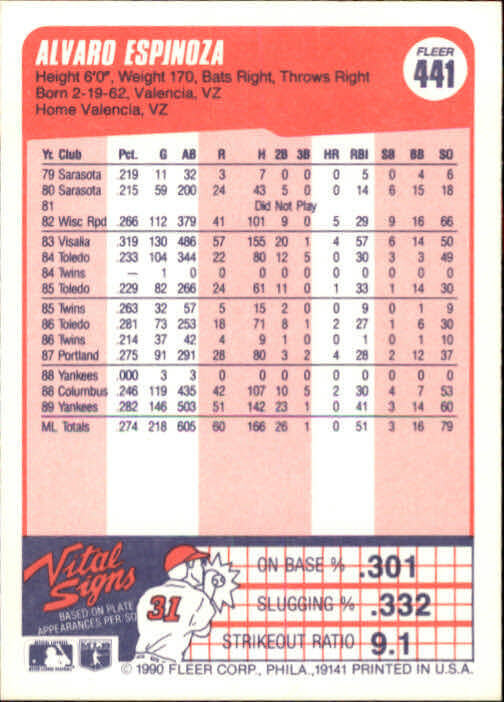 ALVARO ESPINOZA
FLEER
441
Height 6'0", Weight 170, Bats Right, Throws Right
Born 2-19-62, Valencia, VZ
Home Valencia, VZ
Yr. Club Pct. G AB R H 2B 3B HR RBI SB BB SO
79 Sarasota .219 11 32 3 7 0 0 0 5 0 4 6
80 Sarasota .215 59 200 24 43 5 0 0 14 6 15 18
81 Did Not Play
82 Wisc Rpd .266 112 379 41 101 9 0 5 29 9 16 66
83 Visalia .319 130 486 57 155 20 1 4 57 6 14 50
84 Toledo .233 104 344 22 80 12 5 0 30 3 3 49
84 Twins — 1 0 0 0 0 0 0 0 0 0 0
85 Toledo .229 82 266 24 61 11 0 1 33 1 14 30
85 Twins .263 32 57 5 15 2 0 0 9 0 1 9
86 Toledo .281 73 253 18 71 8 1 2 27 1 6 30
86 Twins .214 37 42 4 9 1 0 0 1 0 1 10
87 Portland .275 91 291 28 80 3 2 4 28 2 12 37
88 Yankees .000 3 3 0 0 0 0 0 0 0 0 0
88 Columbus .246 119 435 42 107 10 5 2 30 4 7 53
89 Yankees .282 146 503 51 142 23 1 0 41 3 14 60
ML Totals .274 218 605 60 166 26 1 0 51 3 16 79
Vital
Signs
BASED ON PLATE
APPEARANCES PER SO
31
ON BASE % .301
SLUGGING % .332
STRIKEOUT RATIO 9.1
© 1990 FLEER CORP., PHILA., 19141 PRINTED IN U.S.A.